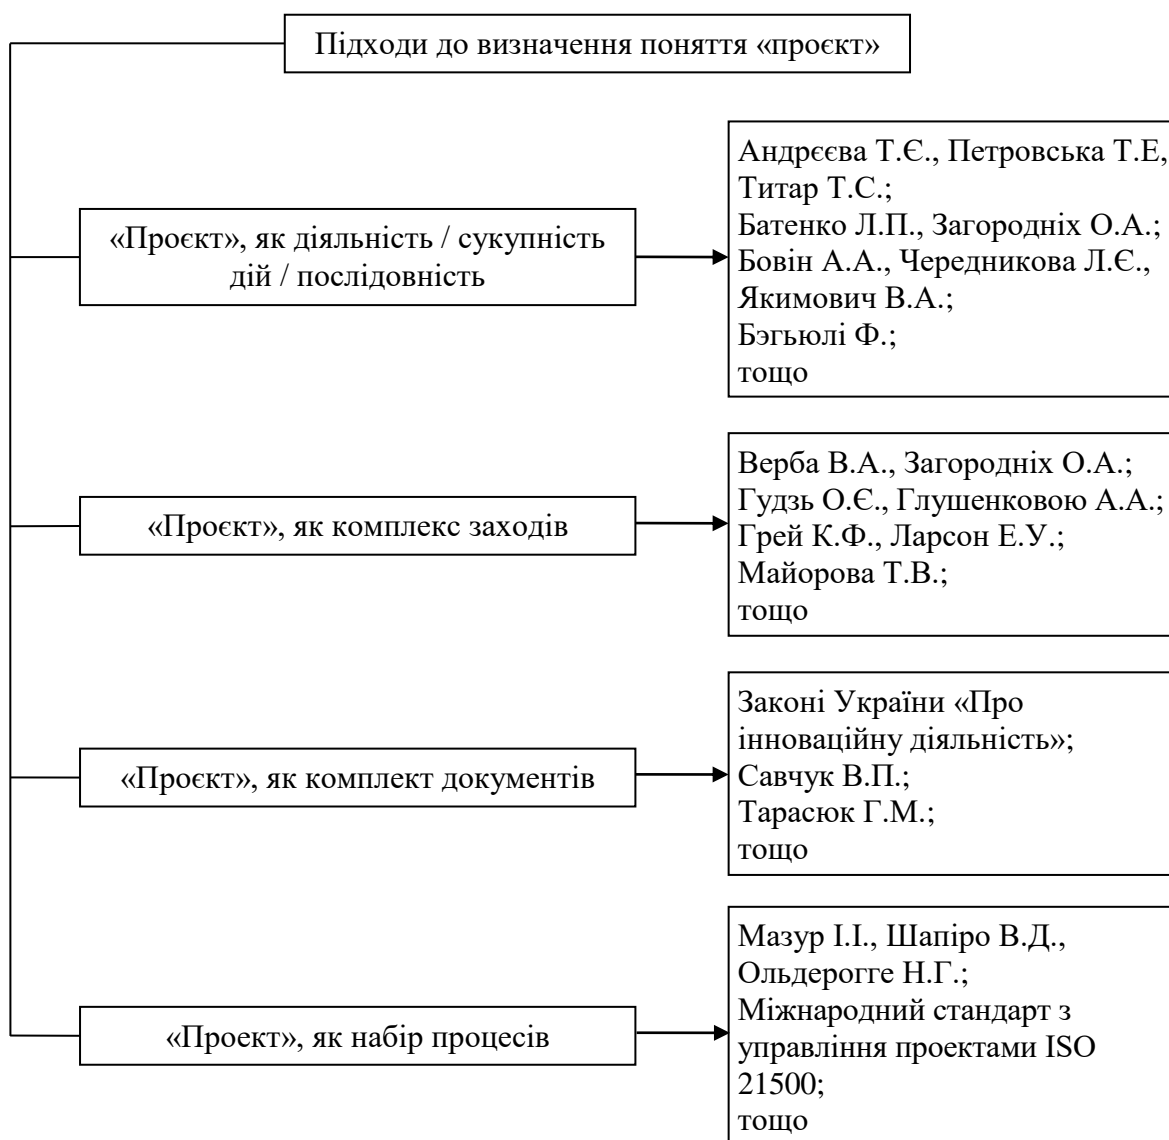 Підходи до визначення поняття «проєкт»
«Проєкт», як діяльність / сукупність
дій / послідовність
Андрєєва Т.Є., Петровська Т.Е,
Титар Т.С.;
Батенко Л.П., Загородніх О.А.;
Бовін А.А., Чередникова Л.Є.,
Якимович В.А.;
Бэгьюлі Ф.;
тощо
«Проєкт», як комплекс заходів
Верба В.А., Загородніх О.А.;
Гудзь О.Є., Глушенковою А.А.;
Грей К.Ф., Ларсон Е.У.;
Майорова Т.В.;
тощо
«Проєкт», як комплект документів
Законі України «Про
інноваційну діяльність»;
Савчук В.П.;
Тарасюк Г.М.;
тощо
«Проект», як набір процесів
Мазур І.І., Шапіро В.Д.,
Ольдерогге Н.Г.;
Міжнародний стандарт з
управління проектами ISO
21500;
тощо